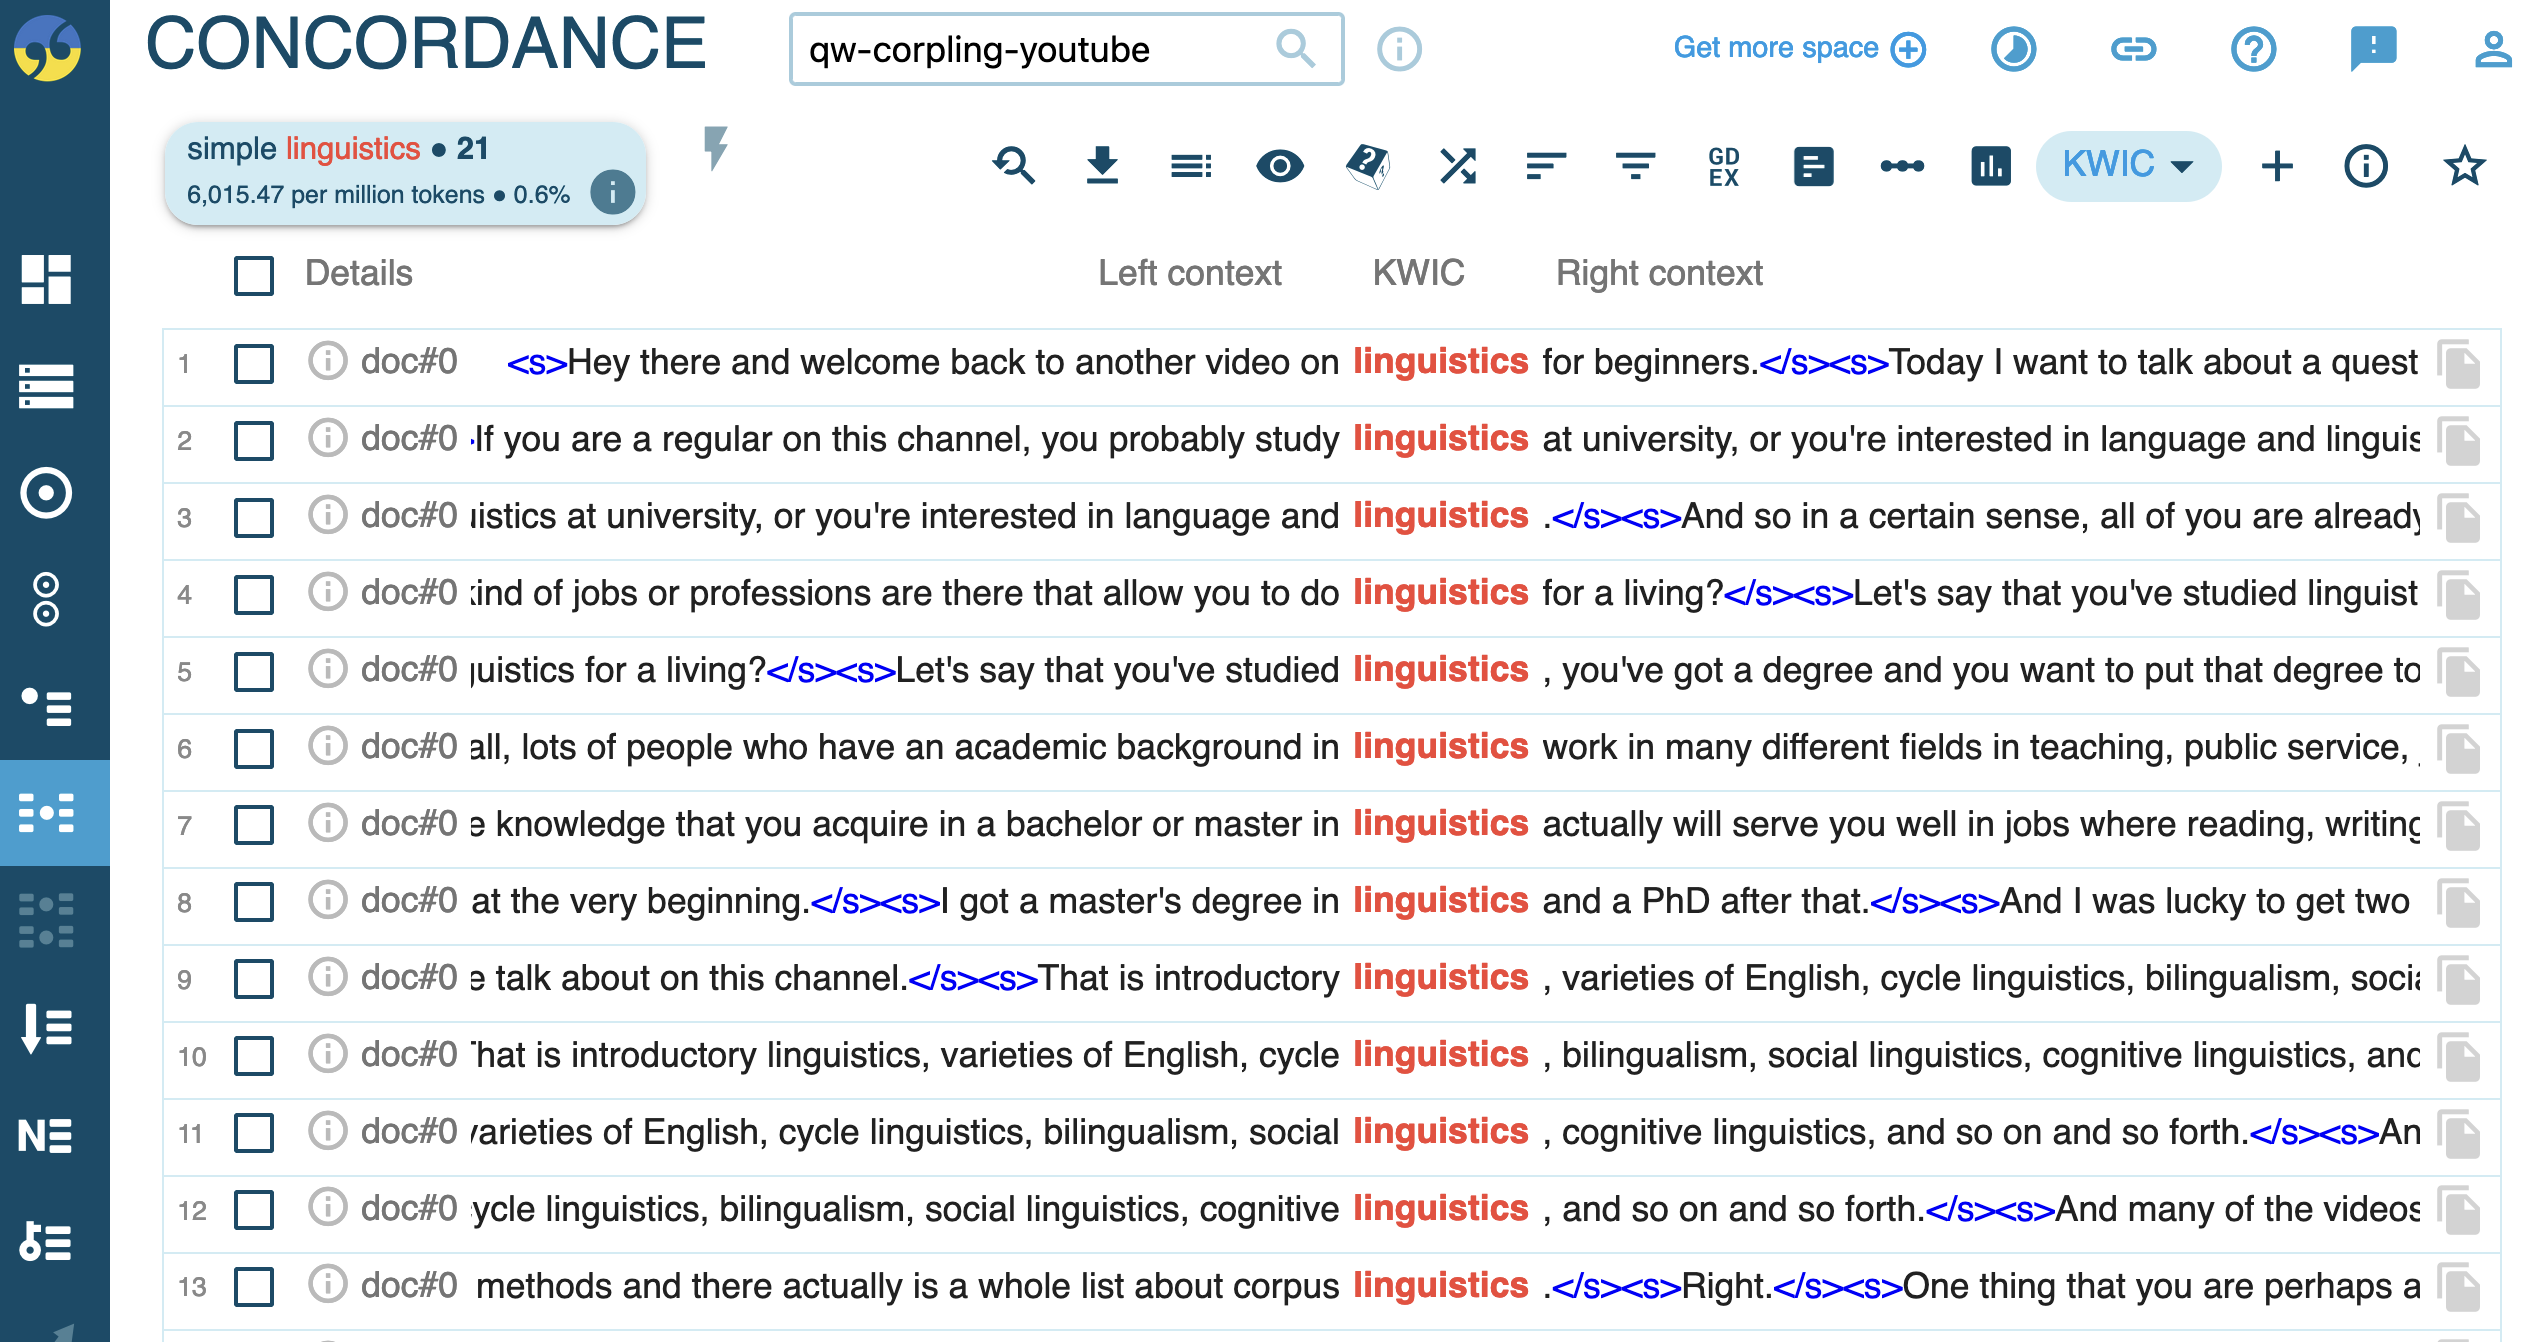 CONCORDANCE qw-corpling-youtube Get more space
simple linguistics • 21
6,015.47 per million tokens • 0.6%
GD EX KWIC
Details Left context KWIC Right context
1 doc#0 <s>Hey there and welcome back to another video on linguistics for beginners.</s><s>Today I want to talk about a quest
2 doc#0 If you are a regular on this channel, you probably study linguistics at university, or you're interested in language and linguis
3 doc#0 uistics at university, or you're interested in language and linguistics .</s><s>And so in a certain sense, all of you are already
4 doc#0 kind of jobs or professions are there that allow you to do linguistics for a living?</s><s>Let's say that you've studied linguist
5 doc#0 guistics for a living?</s><s>Let's say that you've studied linguistics , you've got a degree and you want to put that degree to
6 doc#0 all, lots of people who have an academic background in linguistics work in many different fields in teaching, public service,
7 doc#0 e knowledge that you acquire in a bachelor or master in linguistics actually will serve you well in jobs where reading, writing
8 doc#0 at the very beginning.</s><s>I got a master's degree in linguistics and a PhD after that.</s><s>And I was lucky to get two
9 doc#0 e talk about on this channel.</s><s>That is introductory linguistics , varieties of English, cycle linguistics, bilingualism, socia
10 doc#0 That is introductory linguistics, varieties of English, cycle linguistics , bilingualism, social linguistics, cognitive linguistics, and
11 doc#0 varieties of English, cycle linguistics, bilingualism, social linguistics , cognitive linguistics, and so on and so forth.</s><s>An
12 doc#0 cycle linguistics, bilingualism, social linguistics, cognitive linguistics , and so on and so forth.</s><s>And many of the videos
13 doc#0 methods and there actually is a whole list about corpus linguistics .</s><s>Right.</s><s>One thing that you are perhaps a